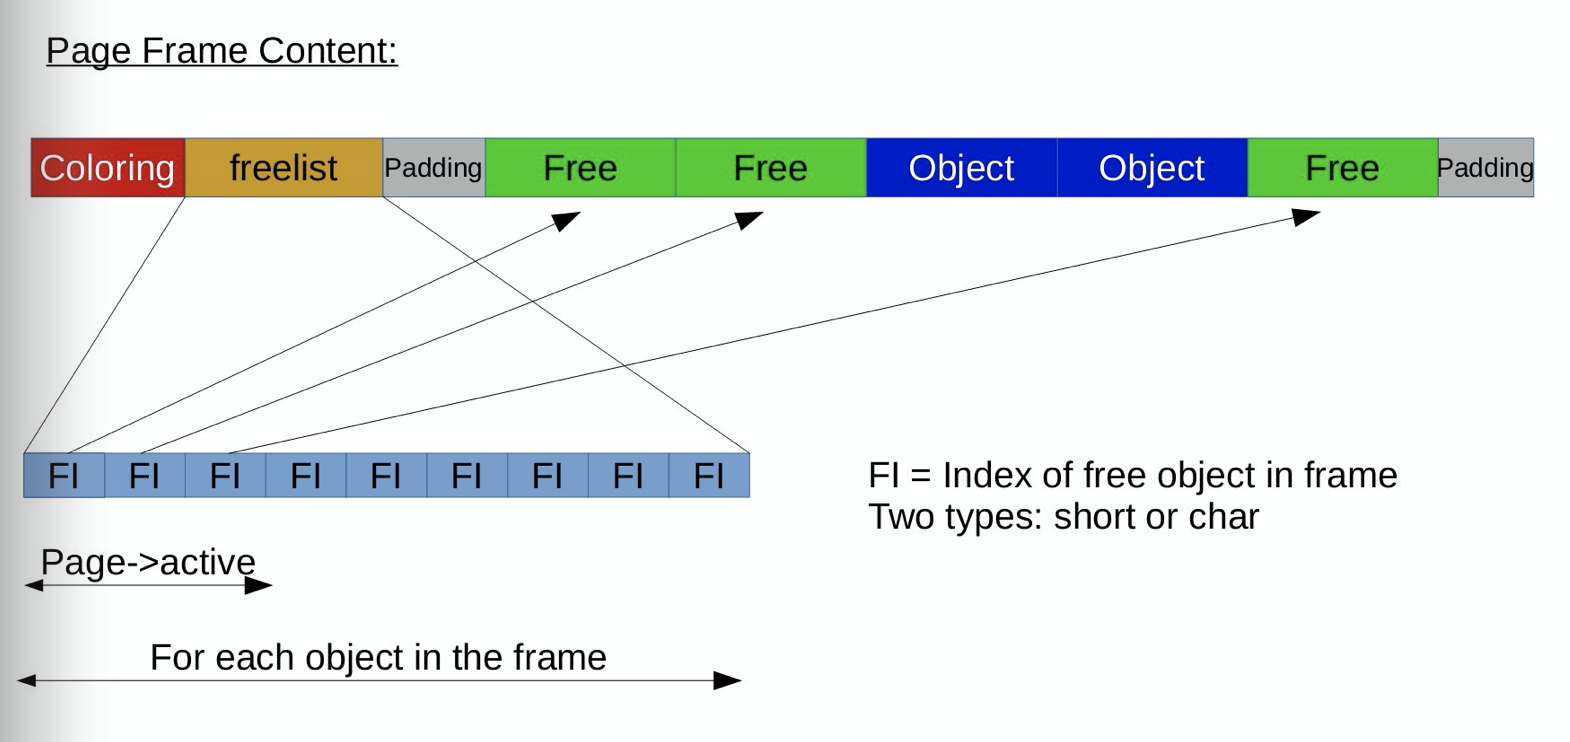 Page Frame Content:
Coloring freelist Padding Free Free Object Object Free Padding
FI FI FI FI FI FI FI FI FI
FI = Index of free object in frame
Two types: short or char
Page->active
For each object in the frame